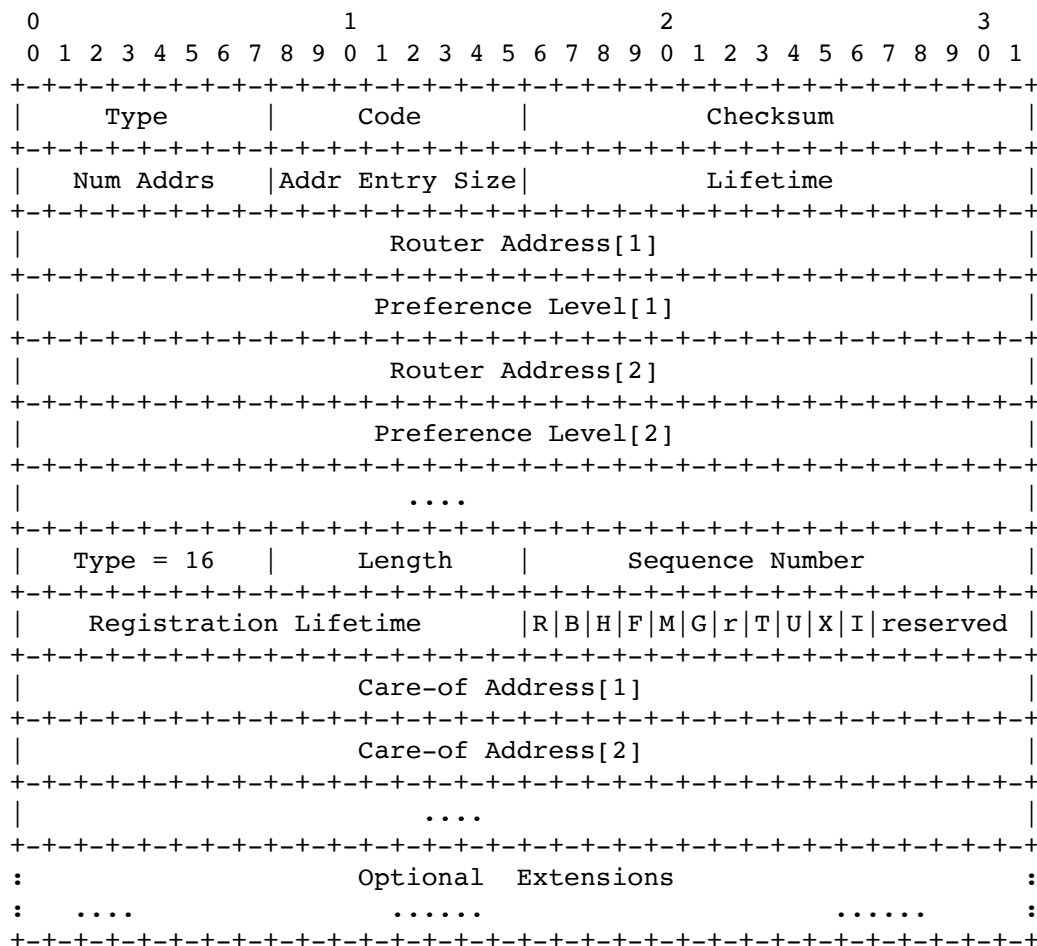 0                   1                   2                   3
 0 1 2 3 4 5 6 7 8 9 0 1 2 3 4 5 6 7 8 9 0 1 2 3 4 5 6 7 8 9 0 1
+-+-+-+-+-+-+-+-+-+-+-+-+-+-+-+-+-+-+-+-+-+-+-+-+-+-+-+-+-+-+-+-+
|     Type      |     Code      |           Checksum            |
+-+-+-+-+-+-+-+-+-+-+-+-+-+-+-+-+-+-+-+-+-+-+-+-+-+-+-+-+-+-+-+-+
|   Num Addrs   |Addr Entry Size|           Lifetime            |
+-+-+-+-+-+-+-+-+-+-+-+-+-+-+-+-+-+-+-+-+-+-+-+-+-+-+-+-+-+-+-+-+
|                       Router Address[1]                       |
+-+-+-+-+-+-+-+-+-+-+-+-+-+-+-+-+-+-+-+-+-+-+-+-+-+-+-+-+-+-+-+-+
|                      Preference Level[1]                      |
+-+-+-+-+-+-+-+-+-+-+-+-+-+-+-+-+-+-+-+-+-+-+-+-+-+-+-+-+-+-+-+-+
|                       Router Address[2]                       |
+-+-+-+-+-+-+-+-+-+-+-+-+-+-+-+-+-+-+-+-+-+-+-+-+-+-+-+-+-+-+-+-+
|                      Preference Level[2]                      |
+-+-+-+-+-+-+-+-+-+-+-+-+-+-+-+-+-+-+-+-+-+-+-+-+-+-+-+-+-+-+-+-+
|                        ....                                   |
+-+-+-+-+-+-+-+-+-+-+-+-+-+-+-+-+-+-+-+-+-+-+-+-+-+-+-+-+-+-+-+-+
|   Type = 16   |     Length    |      Sequence Number          |
+-+-+-+-+-+-+-+-+-+-+-+-+-+-+-+-+-+-+-+-+-+-+-+-+-+-+-+-+-+-+-+-+
|    Registration Lifetime      |R|B|H|F|M|G|r|T|U|X|I|reserved |
+-+-+-+-+-+-+-+-+-+-+-+-+-+-+-+-+-+-+-+-+-+-+-+-+-+-+-+-+-+-+-+-+
|                     Care-of Address[1]                        |
+-+-+-+-+-+-+-+-+-+-+-+-+-+-+-+-+-+-+-+-+-+-+-+-+-+-+-+-+-+-+-+-+
|                     Care-of Address[2]                        |
+-+-+-+-+-+-+-+-+-+-+-+-+-+-+-+-+-+-+-+-+-+-+-+-+-+-+-+-+-+-+-+-+
|                         ....                                  |
+-+-+-+-+-+-+-+-+-+-+-+-+-+-+-+-+-+-+-+-+-+-+-+-+-+-+-+-+-+-+-+-+
:                     Optional  Extensions                      :
:   ....                ......                      ......      :
+-+-+-+-+-+-+-+-+-+-+-+-+-+-+-+-+-+-+-+-+-+-+-+-+-+-+-+-+-+-+-+-+